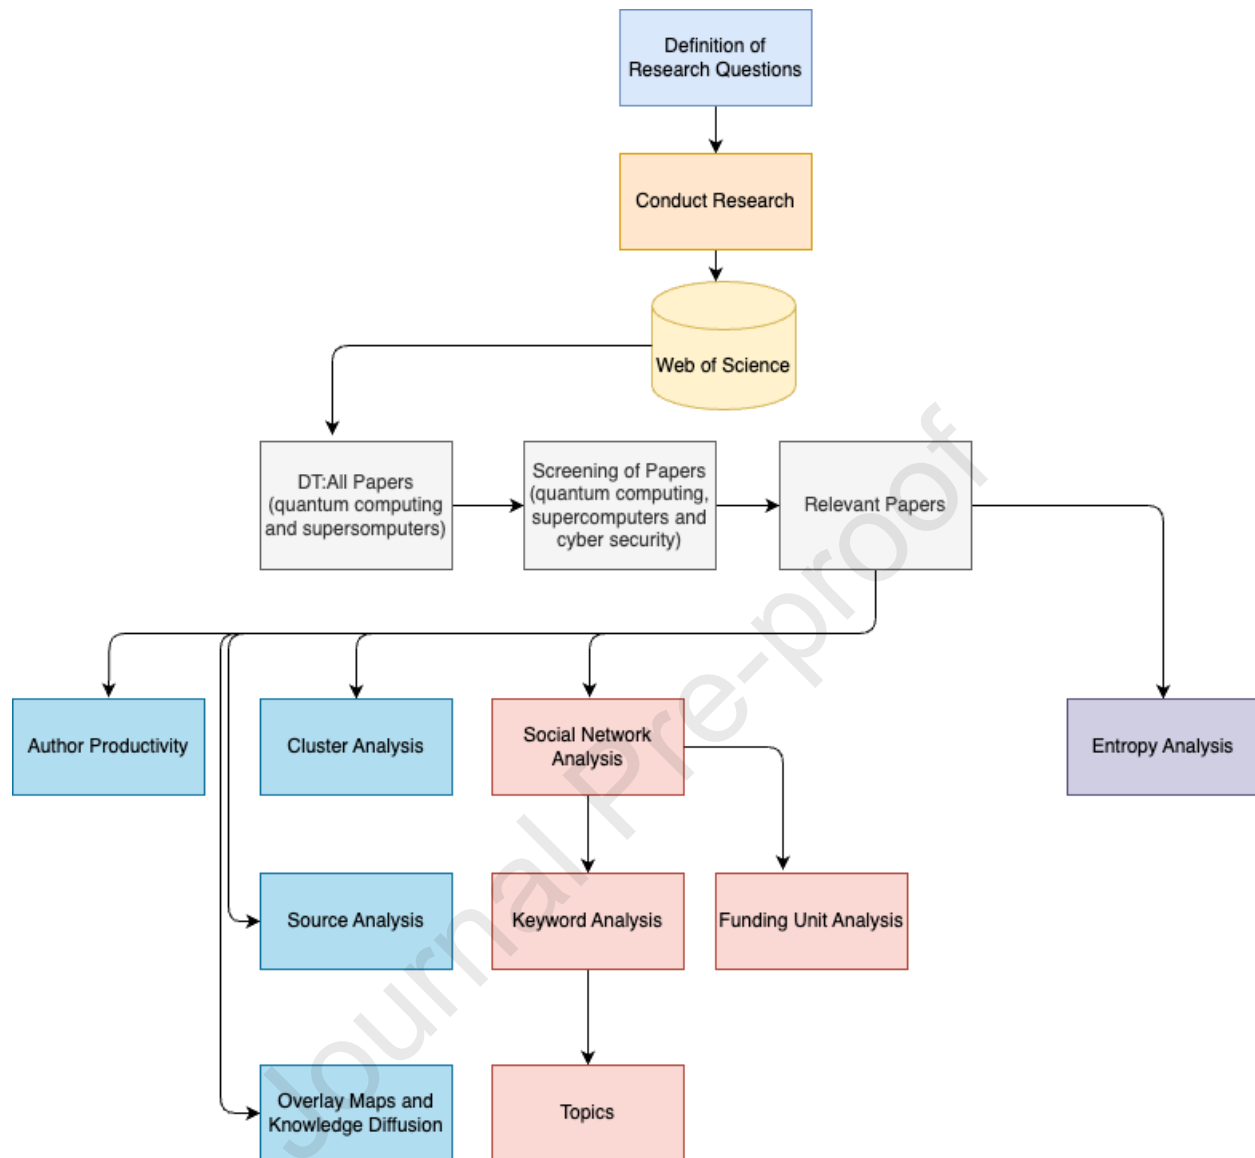 Definition of
Research Questions
Conduct Research
Web of Science
DT:All Papers
(quantum computing
and supersomputers)
Screening of Papers
(quantum computing,
supercomputers and
cyber security)
Relevant Papers
Author Productivity
Cluster Analysis
Social Network
Analysis
Entropy Analysis
Source Analysis
Keyword Analysis
Funding Unit Analysis
Overlay Maps and
Knowledge Diffusion
Topics
Journal Pre-proof